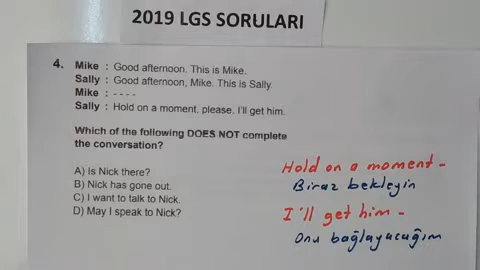 2019 LGS SORULARI
4. Mike : Good afternoon. This is Mike.
Sally : Good afternoon, Mike. This is Sally.
Mike : - - - -
Sally : Hold on a moment, please. I'll get him.
Which of the following DOES NOT complete
the conversation?
A) Is Nick there?
B) Nick has gone out.
C) I want to talk to Nick.
D) May I speak to Nick?
Hold on a moment -
Biraz bekleyin
I'll get him -
Onu bağlayacağım